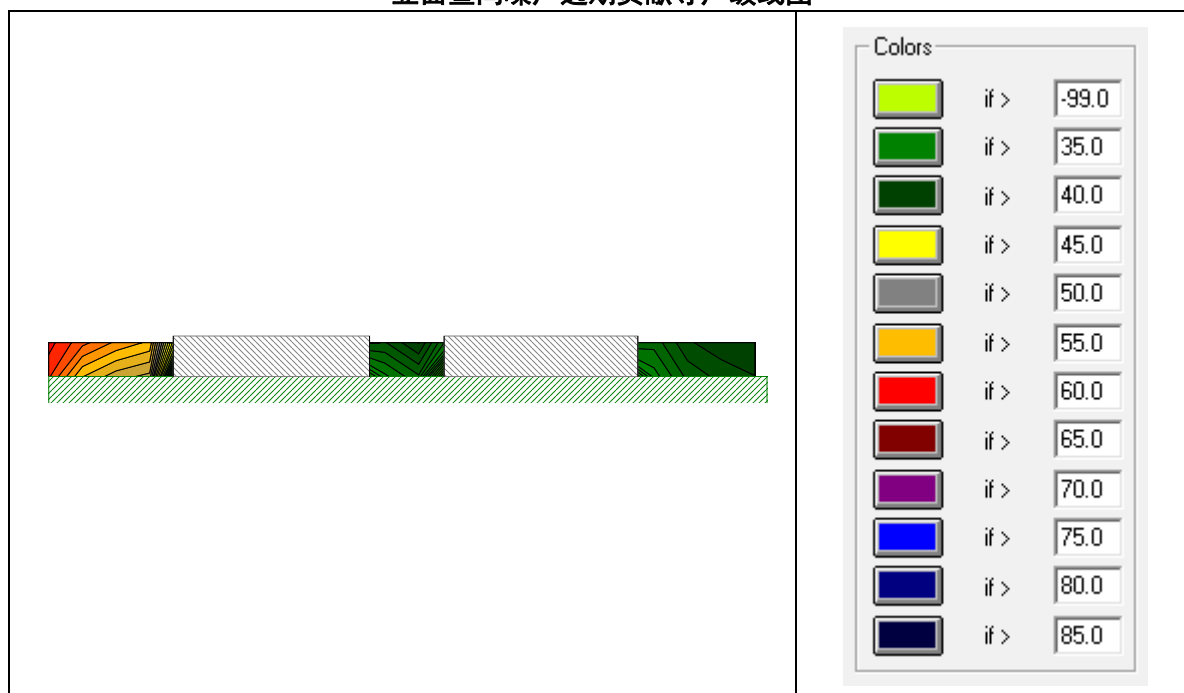 Colors
if > -99.0
if > 35.0
if > 40.0
if > 45.0
if > 50.0
if > 55.0
if > 60.0
if > 65.0
if > 70.0
if > 75.0
if > 80.0
if > 85.0